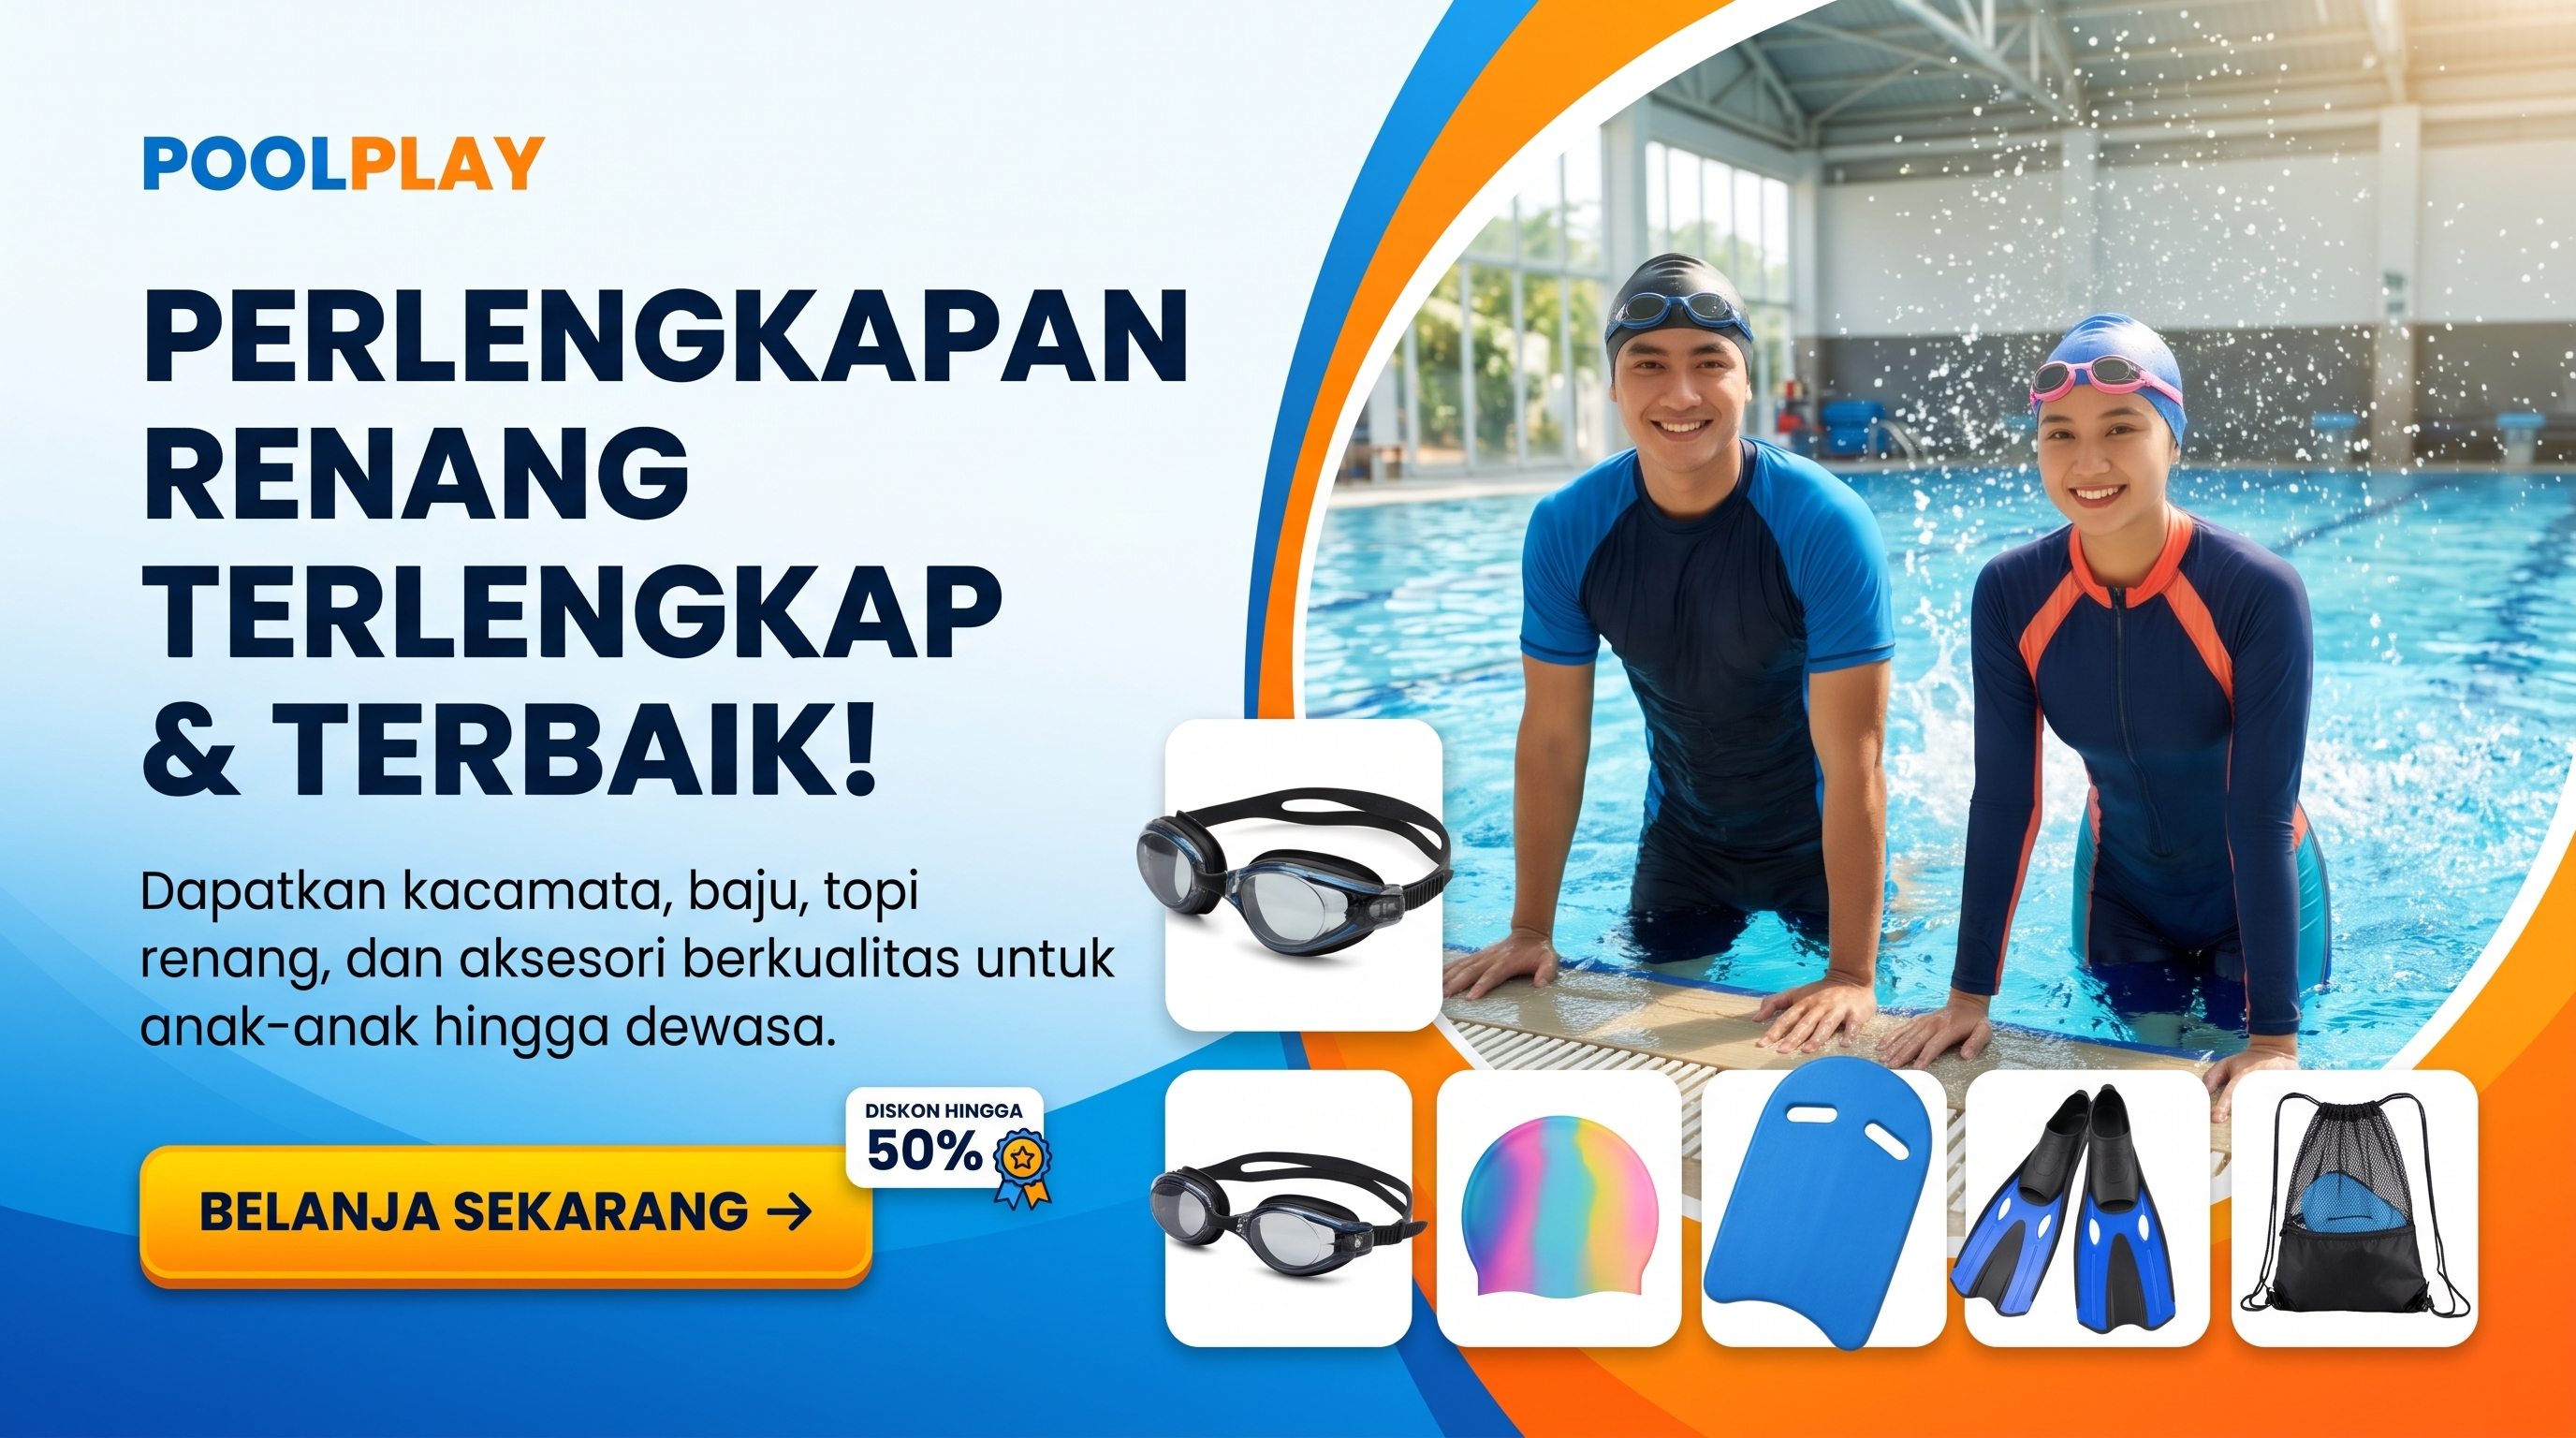 POOLPLAY
PERLENGKAPAN
RENANG
TERLENGKAP
& TERBAIK!
Dapatkan kacamata, baju, topi
renang, dan aksesori berkualitas untuk
anak-anak hingga dewasa.
DISKON HINGGA
50%
BELANJA SEKARANG →